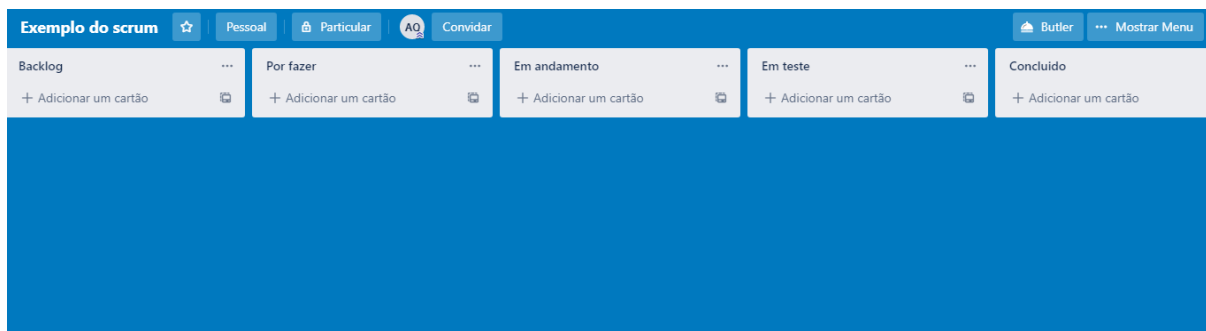 Exemplo do scrum Pessoal Particular AQ Convidar Butler ··· Mostrar Menu
Backlog ··· Por fazer ··· Em andamento ··· Em teste ··· Concluido
+ Adicionar um cartão + Adicionar um cartão + Adicionar um cartão + Adicionar um cartão + Adicionar um cartão